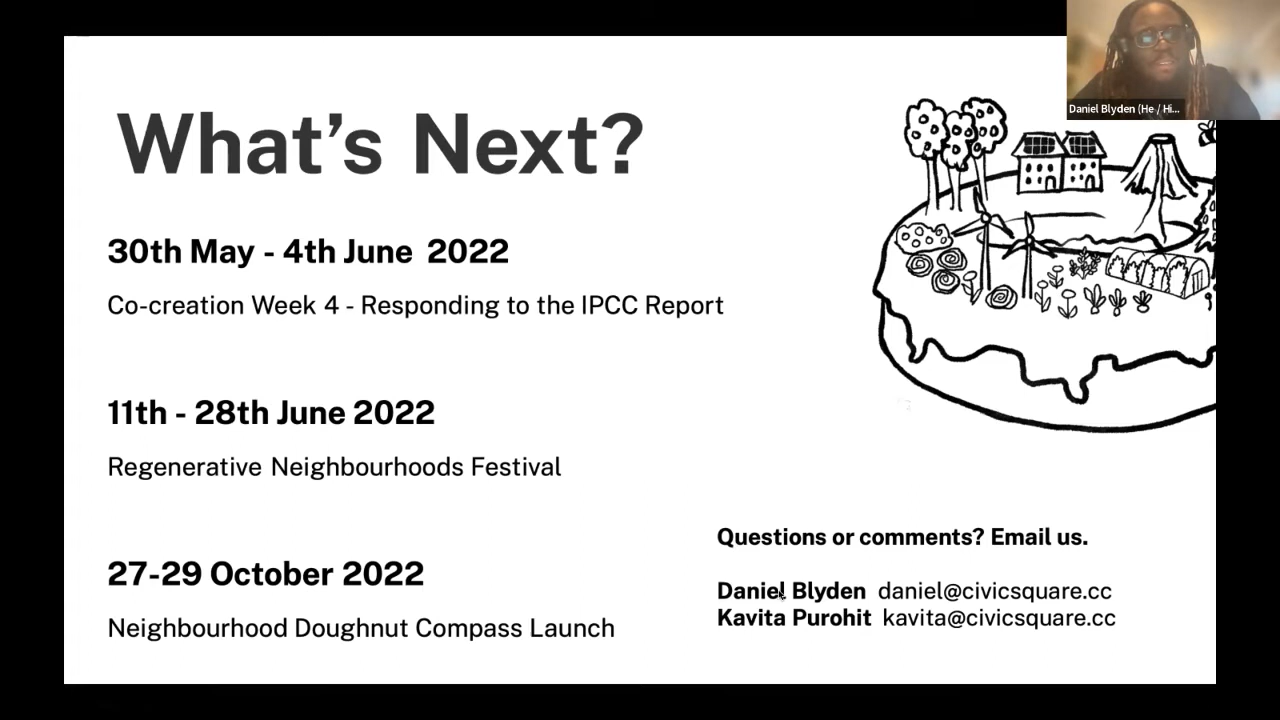 Daniel Blyden (He / Hi...
What's Next?
30th May - 4th June 2022
Co-creation Week 4 - Responding to the IPCC Report
11th - 28th June 2022
Regenerative Neighbourhoods Festival
27-29 October 2022
Neighbourhood Doughnut Compass Launch
Questions or comments? Email us.
Daniel Blyden daniel@civicsquare.cc
Kavita Purohit kavita@civicsquare.cc